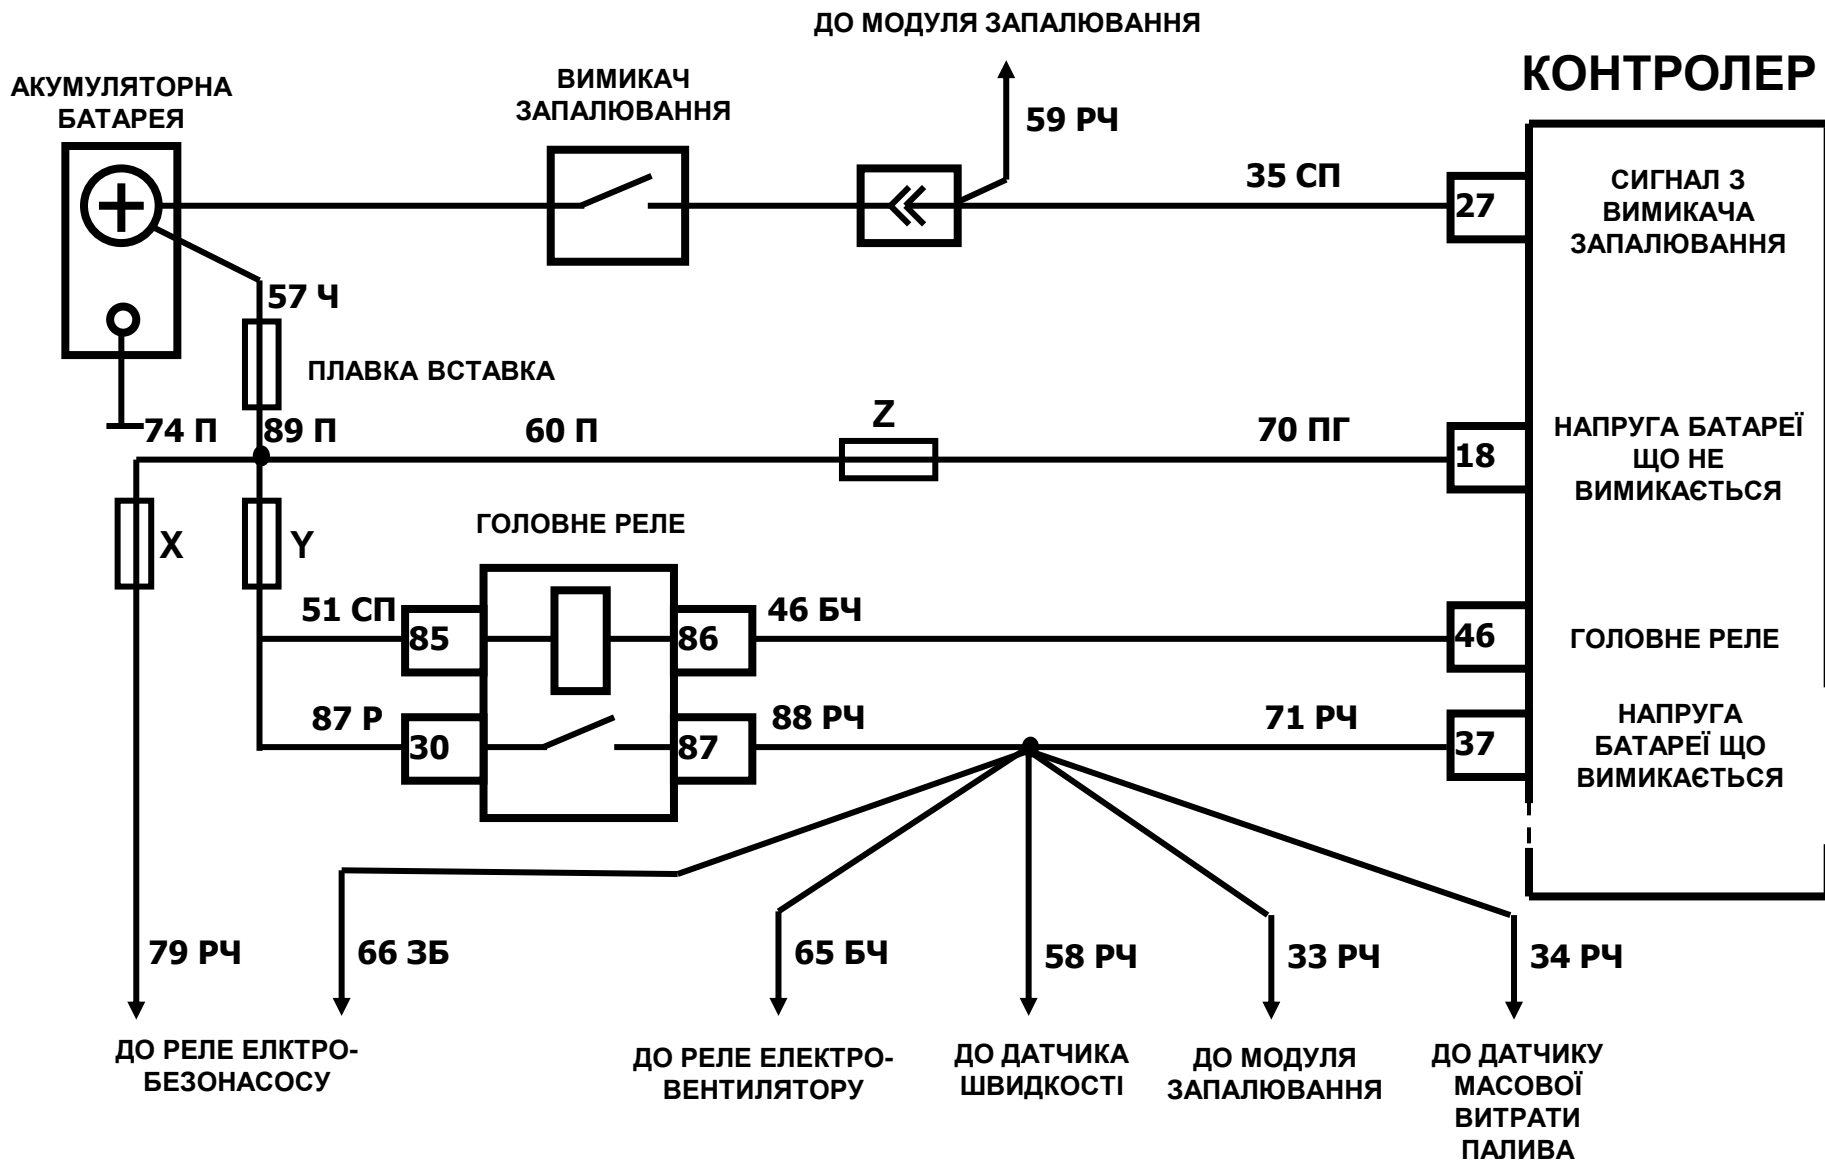 ДО МОДУЛЯ ЗАПАЛЮВАННЯ
КОНТРОЛЕР
АКУМУЛЯТОРНА
БАТАРЕЯ
ВИМИКАЧ
ЗАПАЛЮВАННЯ
59 РЧ
35 СП
27
СИГНАЛ З
ВИМИКАЧА
ЗАПАЛЮВАННЯ
57 Ч
ПЛАВКА ВСТАВКА
74 П
89 П
60 П
Z
70 ПГ
18
НАПРУГА БАТАРЕЇ
ЩО НЕ
ВИМИКАЄТЬСЯ
X
Y
ГОЛОВНЕ РЕЛЕ
51 СП
85
86
46 БЧ
46
ГОЛОВНЕ РЕЛЕ
87 Р
30
87
88 РЧ
71 РЧ
37
НАПРУГА
БАТАРЕЇ ЩО
ВИМИКАЄТЬСЯ
79 РЧ
66 ЗБ
65 БЧ
58 РЧ
33 РЧ
34 РЧ
ДО РЕЛЕ ЕЛКТРО-
БЕЗОНАСОСУ
ДО РЕЛЕ ЕЛЕКТРО-
ВЕНТИЛЯТОРУ
ДО ДАТЧИКА
ШВИДКОСТІ
ДО МОДУЛЯ
ЗАПАЛЮВАННЯ
ДО ДАТЧИКУ
МАСОВОЇ
ВИТРАТИ
ПАЛИВА